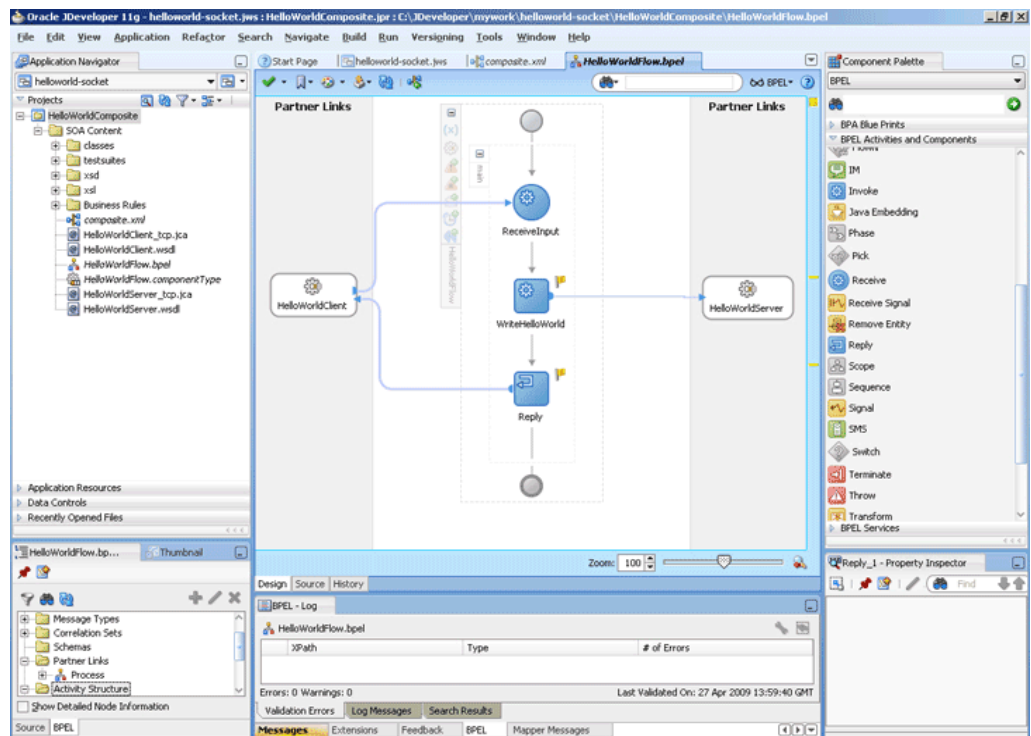 Oracle JDeveloper 11g - helloworld-socket.jws : HelloWorldComposite.jpr : C:\JDeveloper\mywork\helloworld-socket\HelloWorldComposite\HelloWorldFlow.bpel
File Edit View Application Refactor Search Navigate Build Run Versigning Tools Window Help
Application Navigator
helloworld-socket
Projects
HelloWorldComposite
SOA Content
classes
testsuites
xsd
xsl
Business Rules
composite.xml
HelloWorldClient_tcp.jca
HelloWorldClient.wsdl
HelloWorldFlow.bpel
HelloWorldFlow.componentType
HelloWorldServer_tcp.jca
HelloWorldServer.wsdl
Application Resources
Data Controls
Recently Opened Files
HelloWorldFlow.bp...
Thumbnail
Message Types
Correlation Sets
Schemas
Partner Links
Process
Activity Structure
Show Detailed Node Information
Source BPEL
Start Page
helloworld-socket.jws
composite.xml
HelloWorldFlow.bpel
BPEL
Partner Links
Partner Links
(x)
main
HelloWorldFlow
ReceiveInput
HelloWorldClient
WriteHelloWorld
HelloWorldServer
Reply
Zoom: 100
Design Source History
BPEL - Log
HelloWorldFlow.bpel
XPath Type # of Errors
Errors: 0 Warnings: 0 Last Validated On: 27 Apr 2009 13:59:40 GMT
Validation Errors Log Messages Search Results
Messages Extensions Feedback BPEL Mapper Messages
Component Palette
BPEL
BPA Blue Prints
BPEL Activities and Components
IM
Invoke
Java Embedding
Phase
Pick
Receive
Receive Signal
Remove Entity
Reply
Scope
Sequence
Signal
SMS
Switch
Terminate
Throw
Transform
BPEL Services
Reply_1 - Property Inspector
Find